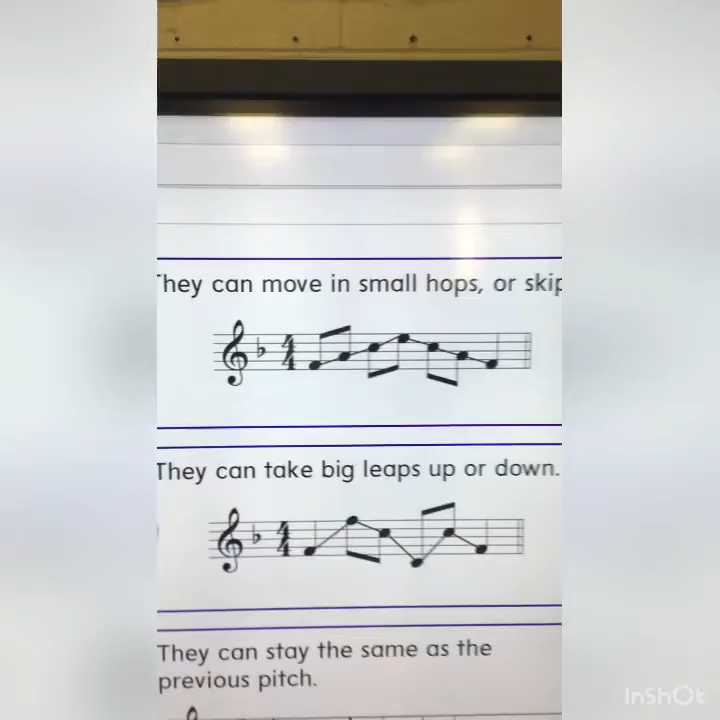 They can move in small hops, or skip
They can take big leaps up or down.
They can stay the same as the
previous pitch.
InShOt